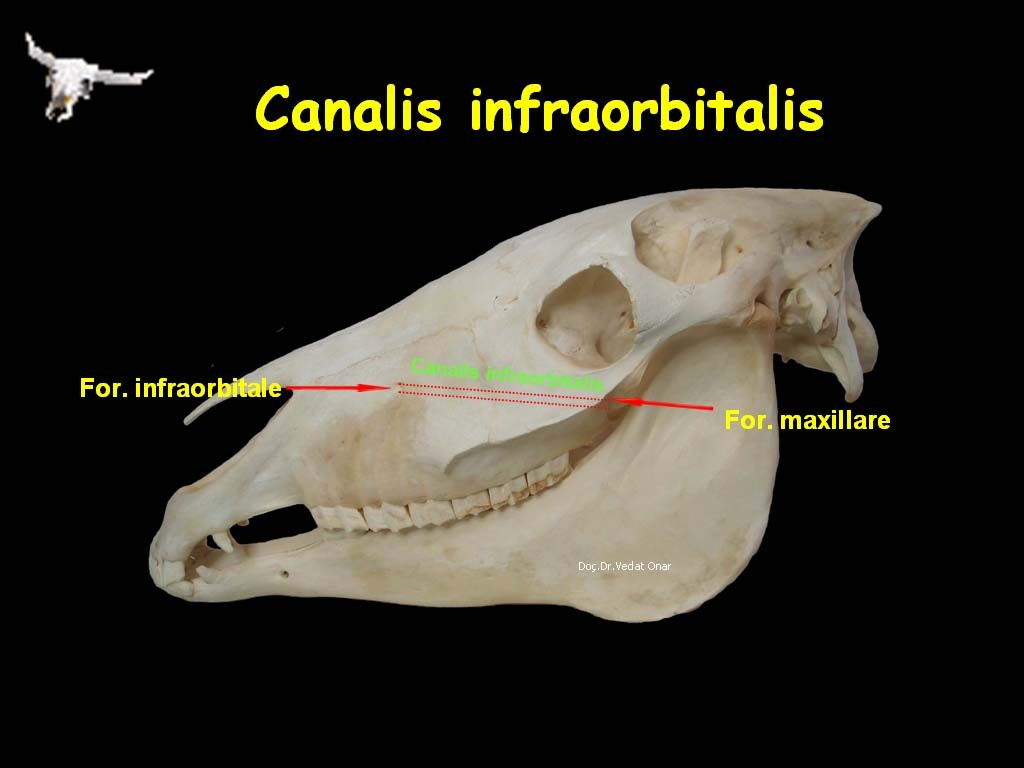 Canalis infraorbitalis
Canalis infraorbitalis
For. infraorbitale
For. maxillare
Doç.Dr.Vedat Onar